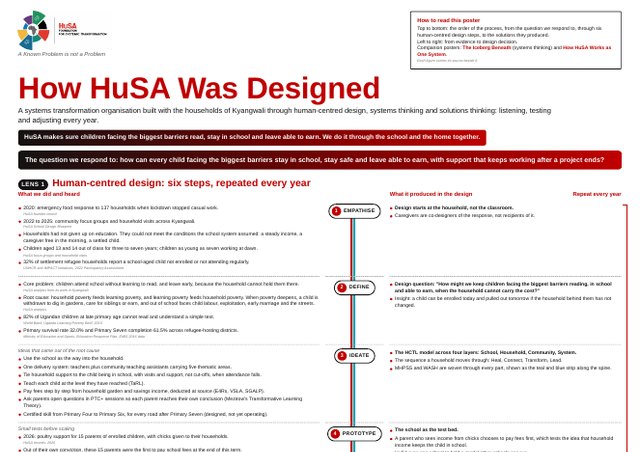 HuSA
FOUNDATION
FOR SYSTEMIC TRANSFORMATION
A Known Problem is not a Problem
How to read this poster
Top to bottom: the order of the process, from the question we respond to, through six
human-centred design steps, to the solutions they produced.
Left to right: from evidence to design decision.
Companion posters: The Iceberg Beneath (systems thinking) and How HuSA Works as
One System.
How HuSA Was Designed
A systems transformation organisation built with the households of Kyangwali through human-centred design, systems thinking and solutions thinking: listening, testing
and adjusting every year.
HuSA makes sure children facing the biggest barriers read, stay in school and leave able to earn. We do it through the school and the home together.
The question we respond to: how can every child facing the biggest barriers stay in school, stay safe and leave able to earn, with support that keeps working after a project ends?
LENS 1 Human-centred design: six steps, repeated every year
What we did and heard
What it produced in the design
Repeat every year
2020: emergency food response to 137 households when lockdown stopped casual work.
2022 to 2025: community focus groups and household visits across Kyangwali.
Households had not given up on education. They could not meet the conditions the school system assumed: a steady income, a
caregiver free in the morning, a settled child.
Children aged 13 and 14 out of class for three to seven years; children as young as seven working at dawn.
32% of settlement refugee households report a school-aged child not enrolled or not attending.
1 EMPATHISE
Design starts at the household, not the classroom.
Caregivers are co-designers of the response, not recipients of it.
Core problem: children attend school without learning to read, and leave early, because the household cannot hold them there.
Root cause: household poverty feeds learning poverty, and learning poverty feeds household poverty. When poverty deepens, a child is
withdrawn to dig in gardens, care for siblings or earn, and out of school faces child labour, exploitation, early marriage and the streets.
82% of Ugandan children at late primary age cannot read and understand a simple text.
Primary survival rate 32.0% and Primary Seven completion 61.5% across refugee-hosting districts.
2 DEFINE
Design question: "How might we keep children facing the biggest barriers reading, in school
and able to earn, when the household cannot carry the cost?"
Insight: a child can be enrolled today and pulled out tomorrow if the household behind them has not
changed.
Ideas that came out of the root cause
Use the school as the way into the household.
One delivery system: teachers plus community teaching assistants carrying five thematic areas.
Tie household support to the child being in school, with visits and support, not cut-offs, when attendance falls.
Teach each child at the level they have reached (TaRL).
Pay fees step by step from household garden and savings income, deducted at source (E4Rs, VSLA, SGALP).
Ask parents open questions in PTC+ sessions so each parent reaches their own conclusion (Mezirow's Transformative Learning
Theory).
Certified skill from Primary Four to Primary Six, for every road after Primary Seven (designed, not yet operated).
3 IDEATE
The HCTL model across four layers: School, Household, Community, System.
The sequence a household moves through: Heal, Connect, Transform, Lead.
MHPSS and WASH are woven through every part, shown as the teal and blue strip along the spine.
Small tests before scaling
2026: poultry support for 15 parents of enrolled children, with chicks given to their households.
Out of their own conviction, these 15 parents were the first to pay school fees at the end of this term.
4 PROTOTYPE
The school as the test bed.
A parent who sees income from chicks chooses to pay fees first, which tests the idea that household
income keeps the child in school.